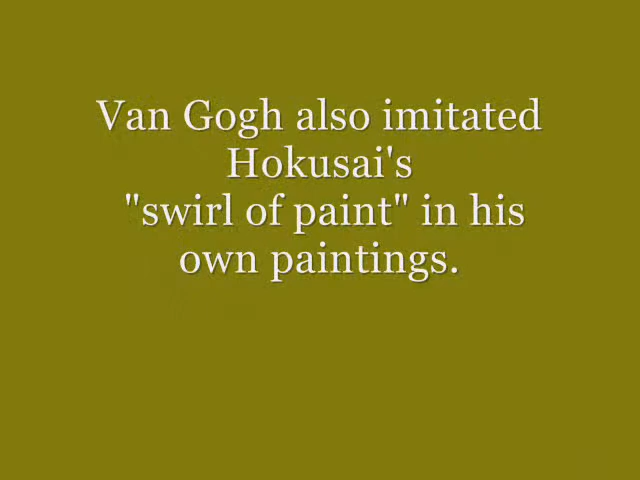 Van Gogh also imitated
Hokusai's
"swirl of paint" in his
own paintings.